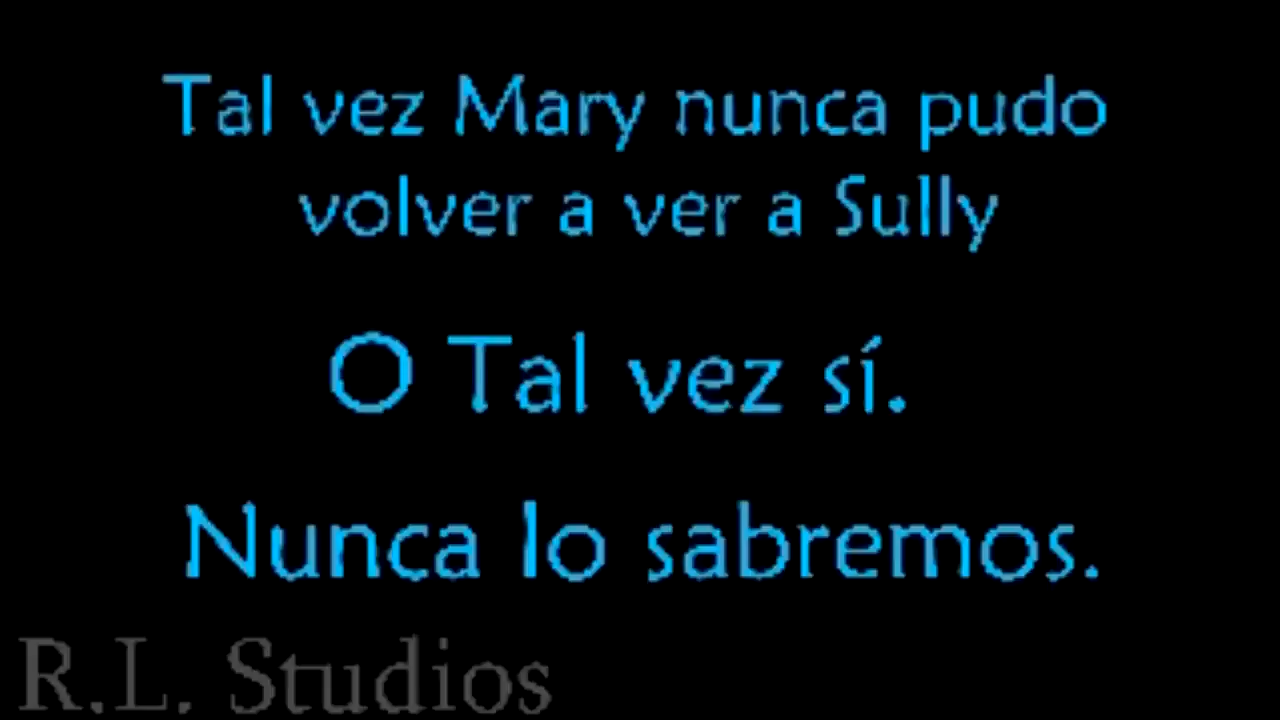 Tal vez Mary nunca pudo
volver a ver a Sully
O Tal vez sí.
Nunca lo sabremos.
R.L. Studios